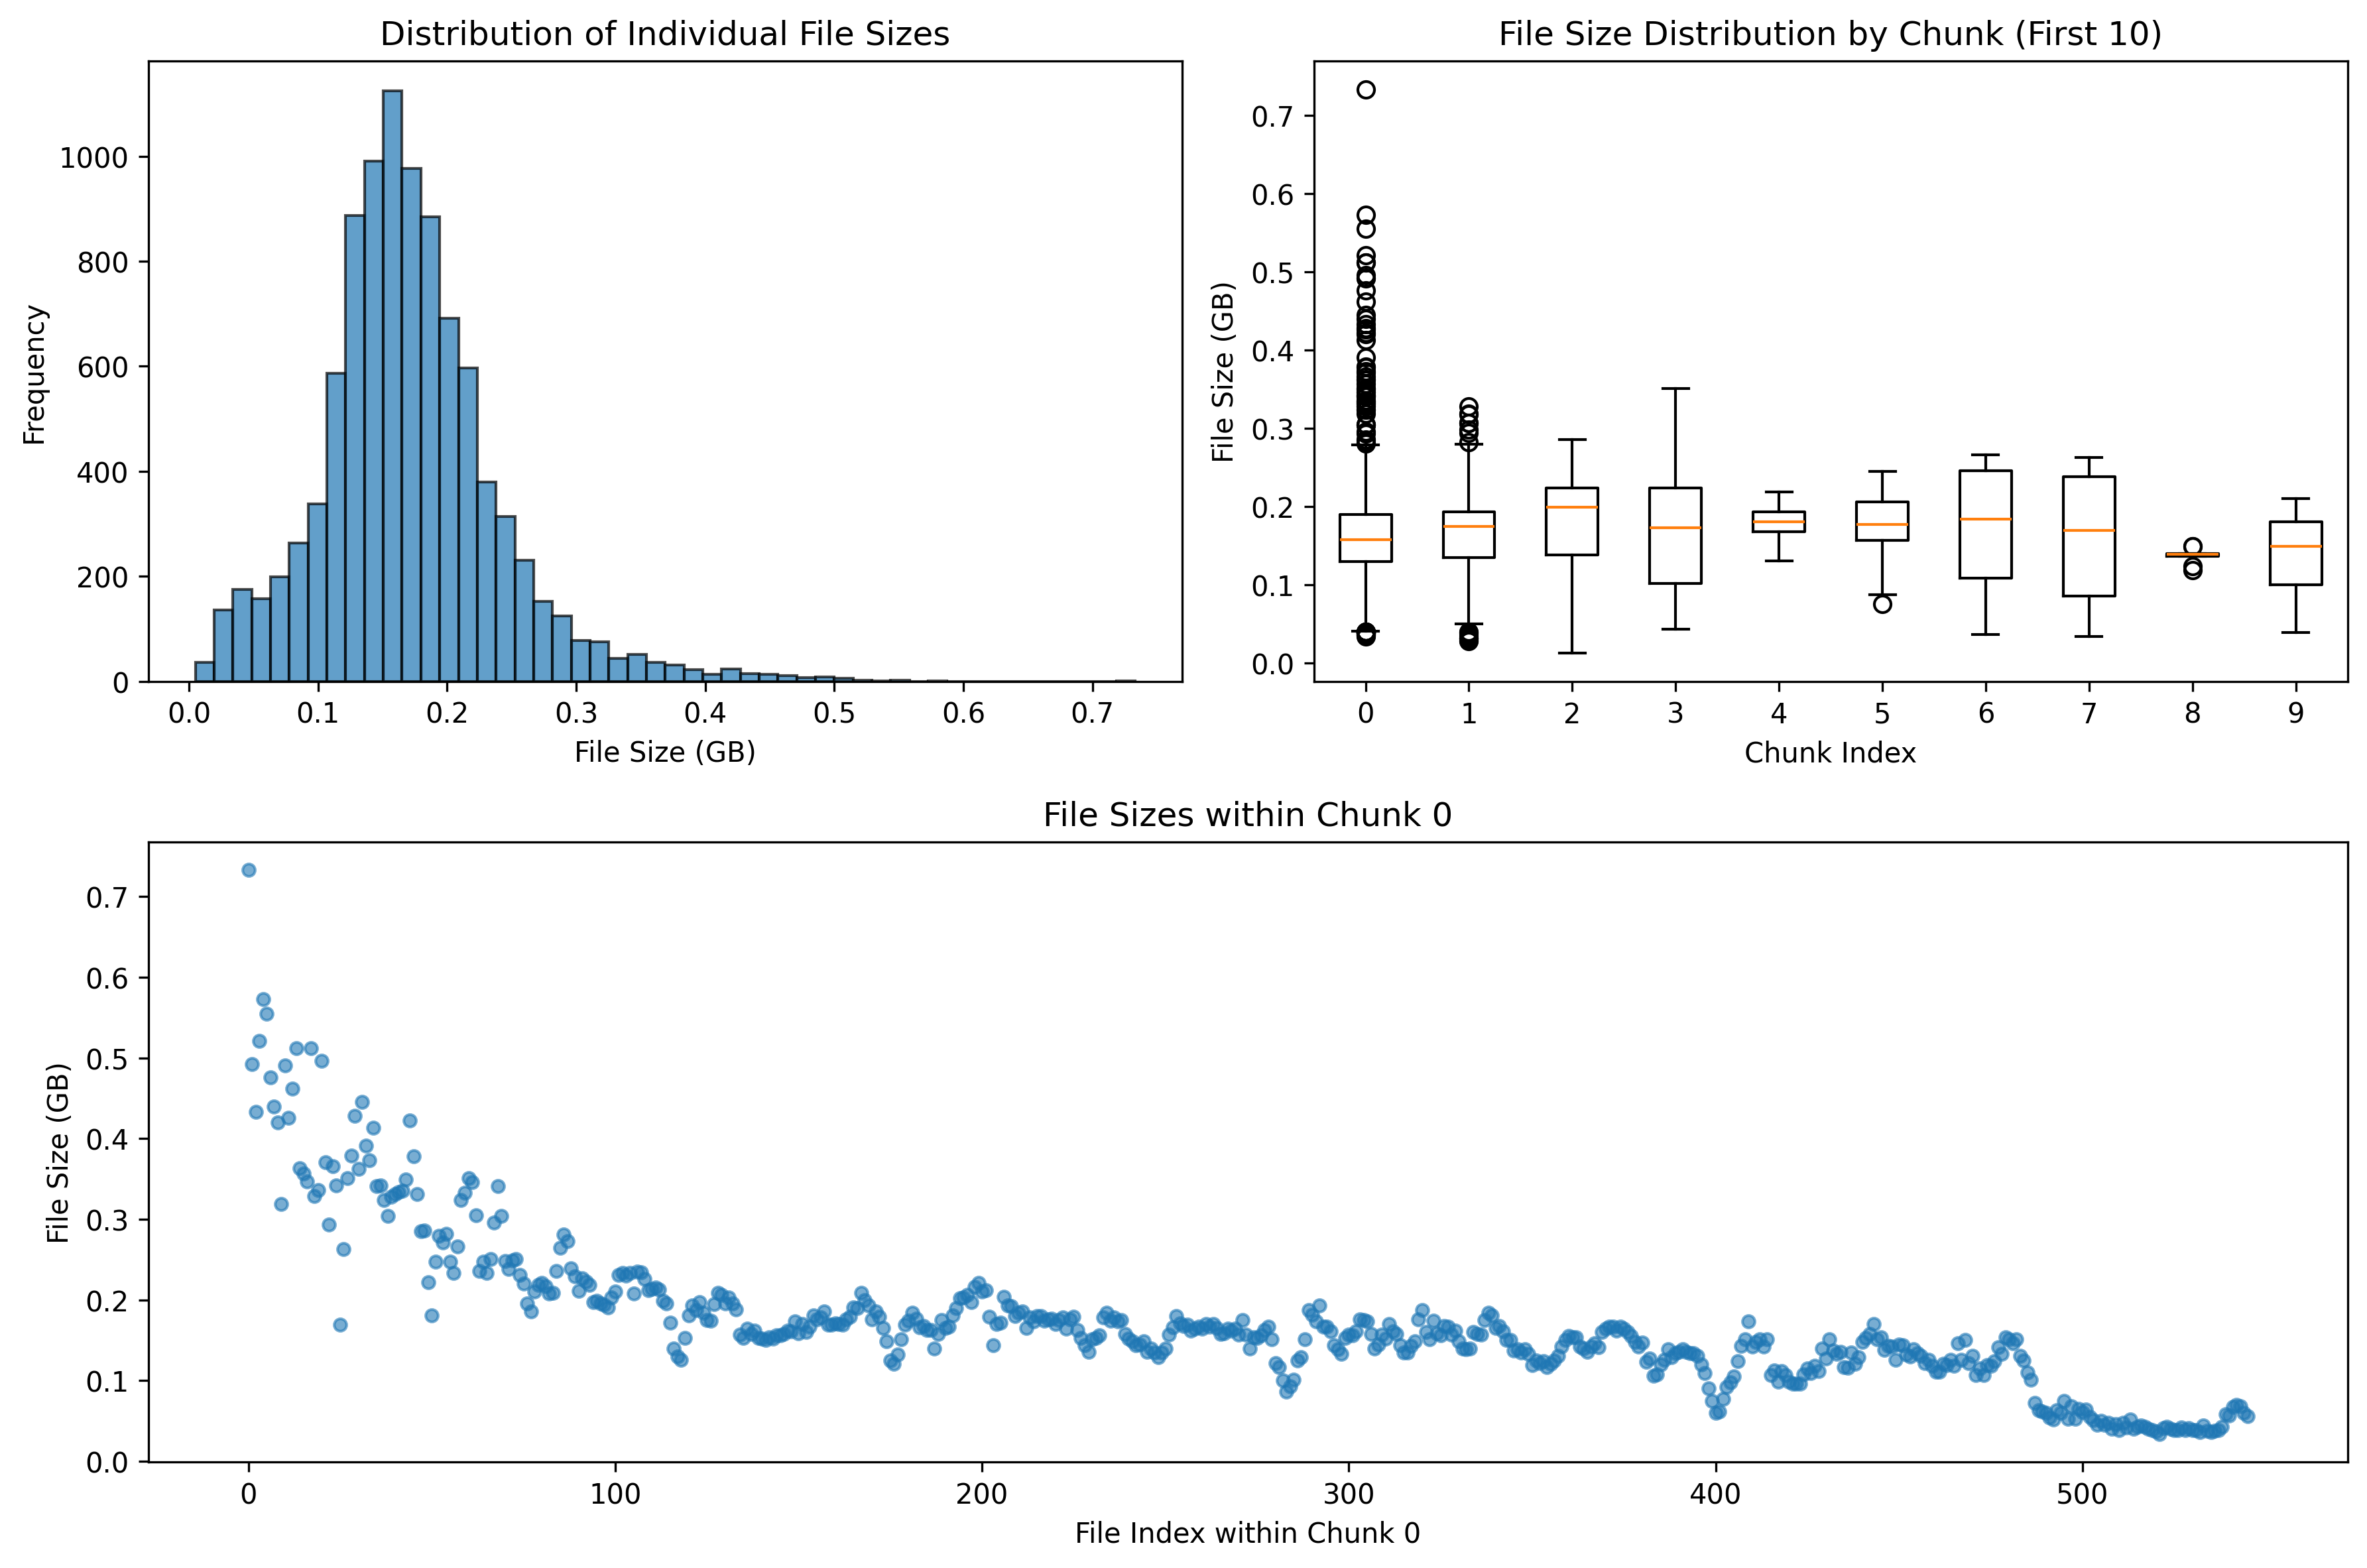 Distribution of Individual File Sizes
Frequency
1000
800
600
400
200
0
0.0 0.1 0.2 0.3 0.4 0.5 0.6 0.7
File Size (GB)
File Size Distribution by Chunk (First 10)
File Size (GB)
0.7
0.6
0.5
0.4
0.3
0.2
0.1
0.0
0 1 2 3 4 5 6 7 8 9
Chunk Index
File Sizes within Chunk 0
File Size (GB)
0.7
0.6
0.5
0.4
0.3
0.2
0.1
0.0
0 100 200 300 400 500
File Index within Chunk 0